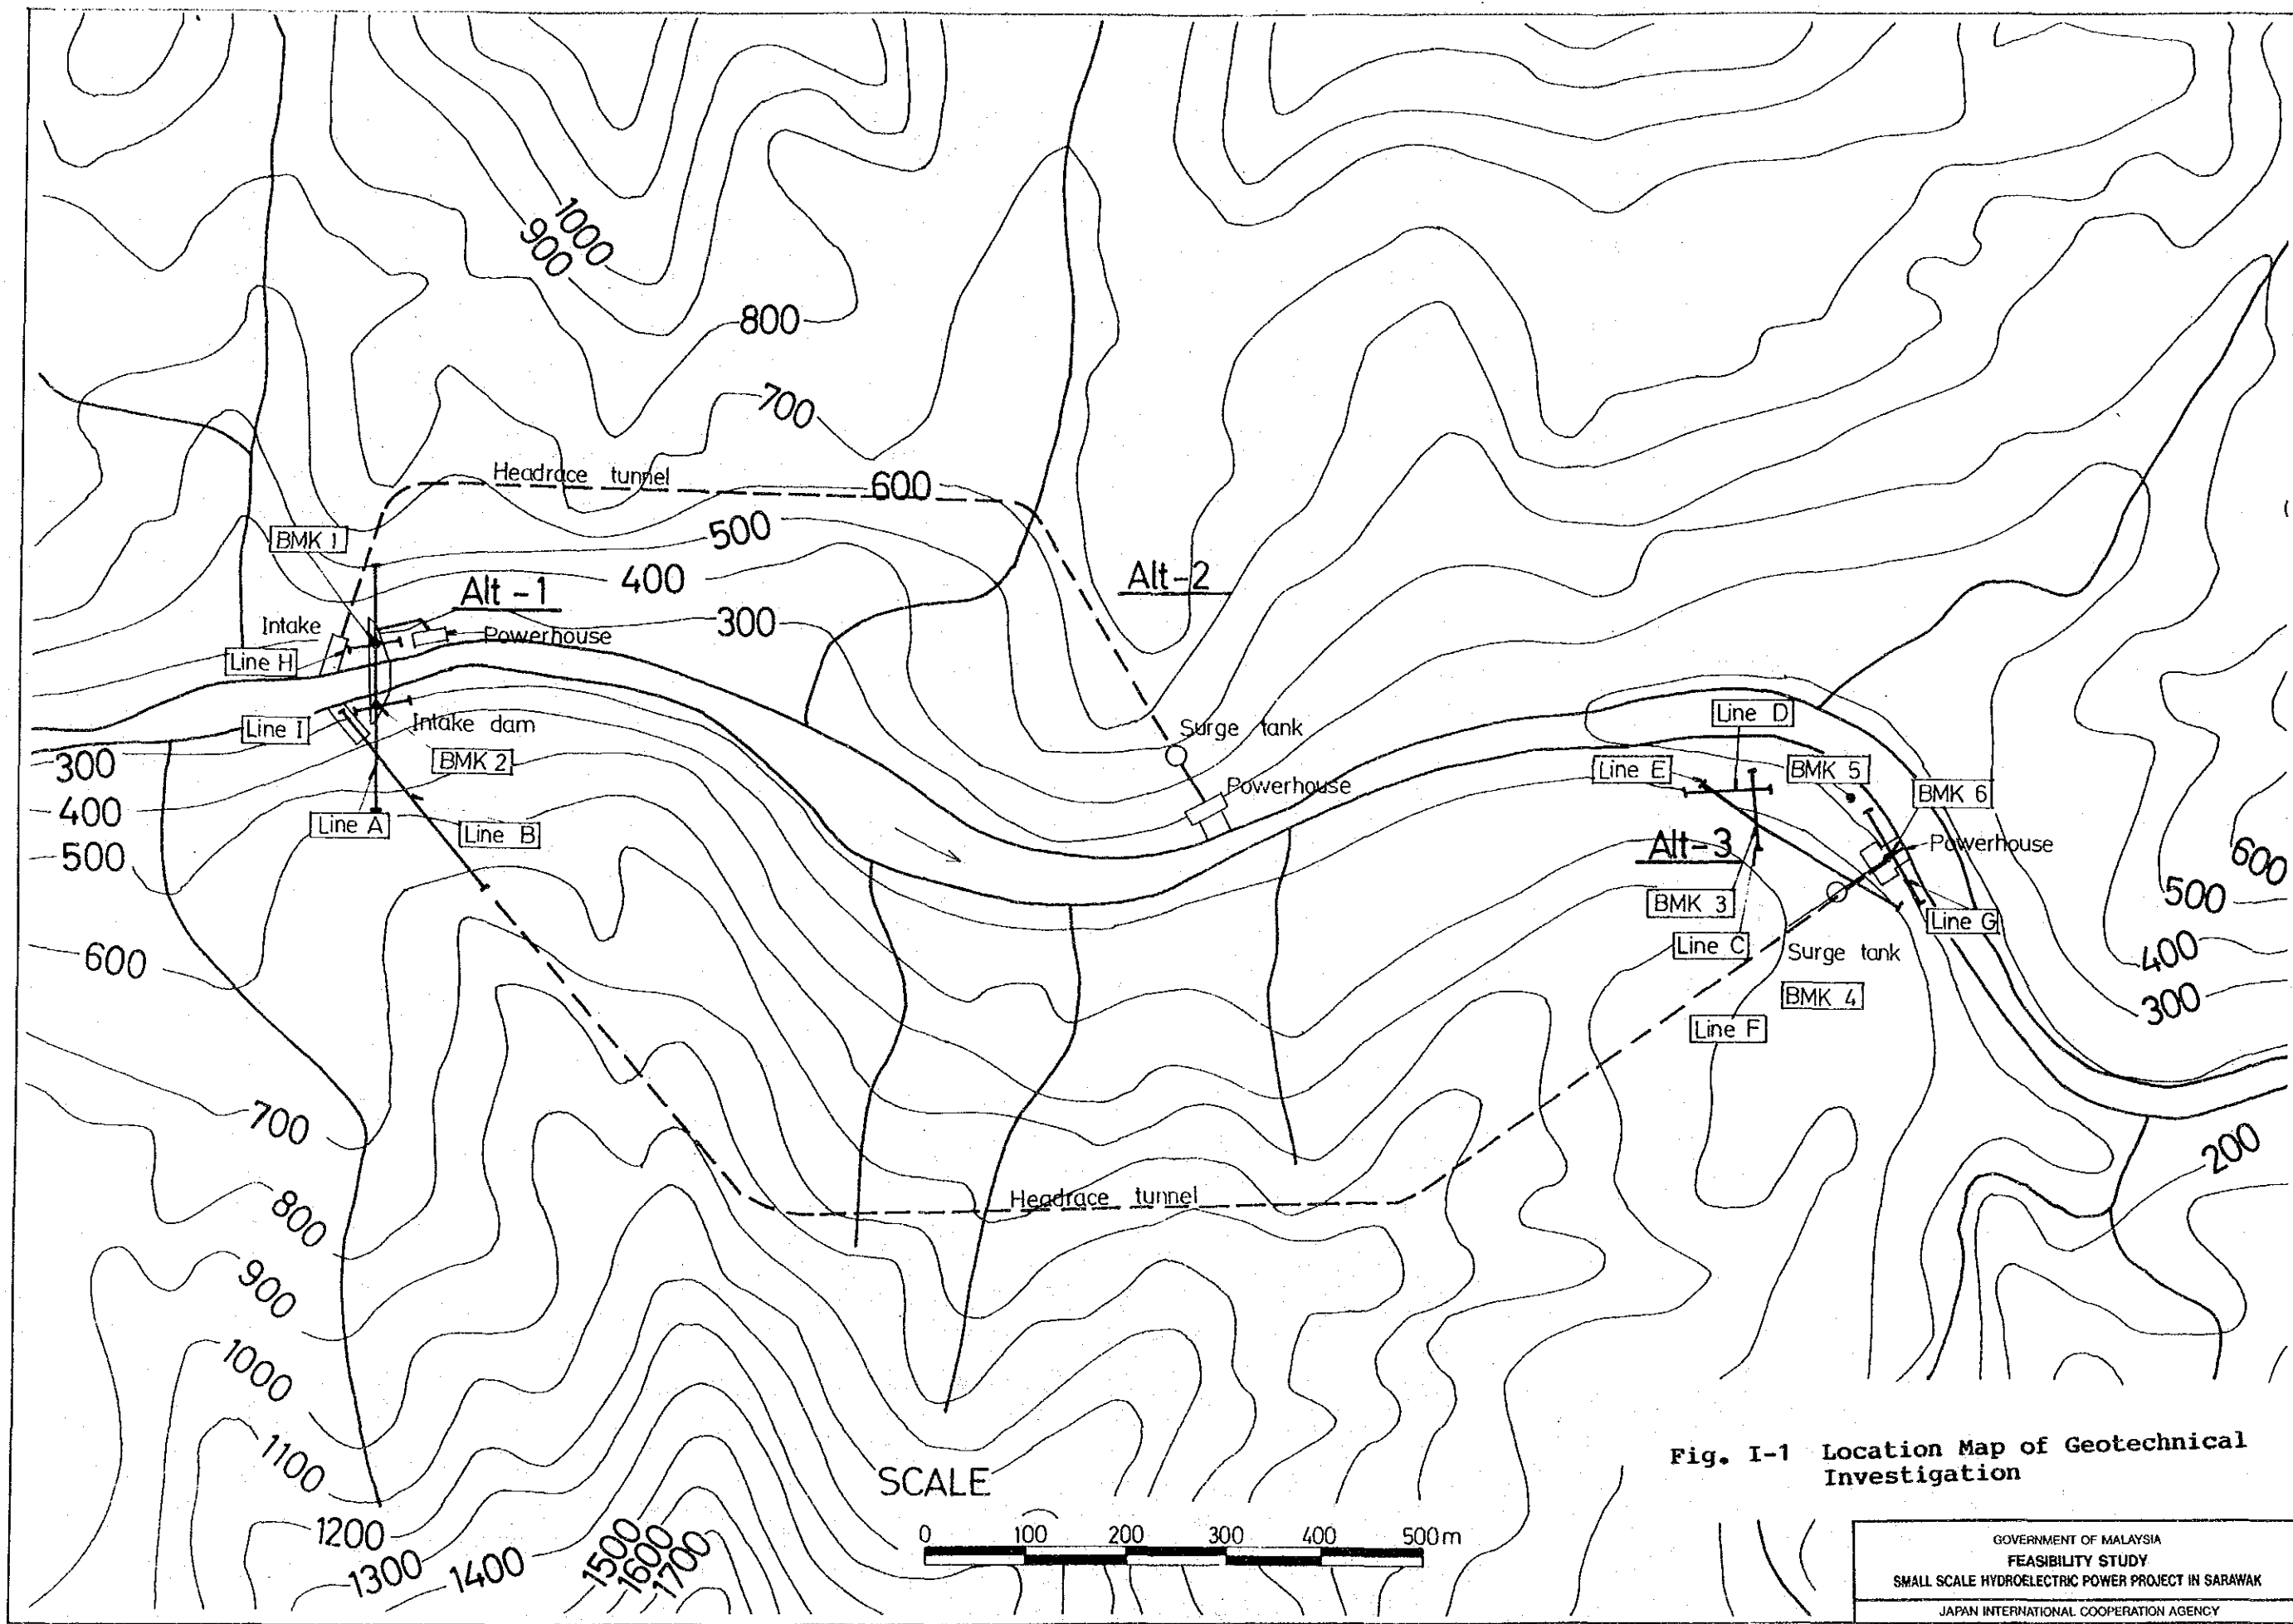 1000
900
800
700
Headrace tunnel
600
500
BMK 1
400
Alt-1
Alt-2
Intake
Powerhouse
300
Line H
Line I
Intake dam
BMK 2
Surge tank
Powerhouse
Line D
Line E
BMK 5
BMK 6
300
400
500
600
Line A
Line B
Alt-3
Powerhouse
BMK 3
Line C
Surge tank
Line G
BMK 4
Line F
600
500
400
300
Headrace tunnel
200
700
800
900
1000
1100
1200
1300
1400
1500
1600
1700
SCALE
0 100 200 300 400 500m
Fig. I-1 Location Map of Geotechnical
Investigation
GOVERNMENT OF MALAYSIA
FEASIBILITY STUDY
SMALL SCALE HYDROELECTRIC POWER PROJECT IN SARAWAK
JAPAN INTERNATIONAL COOPERATION AGENCY